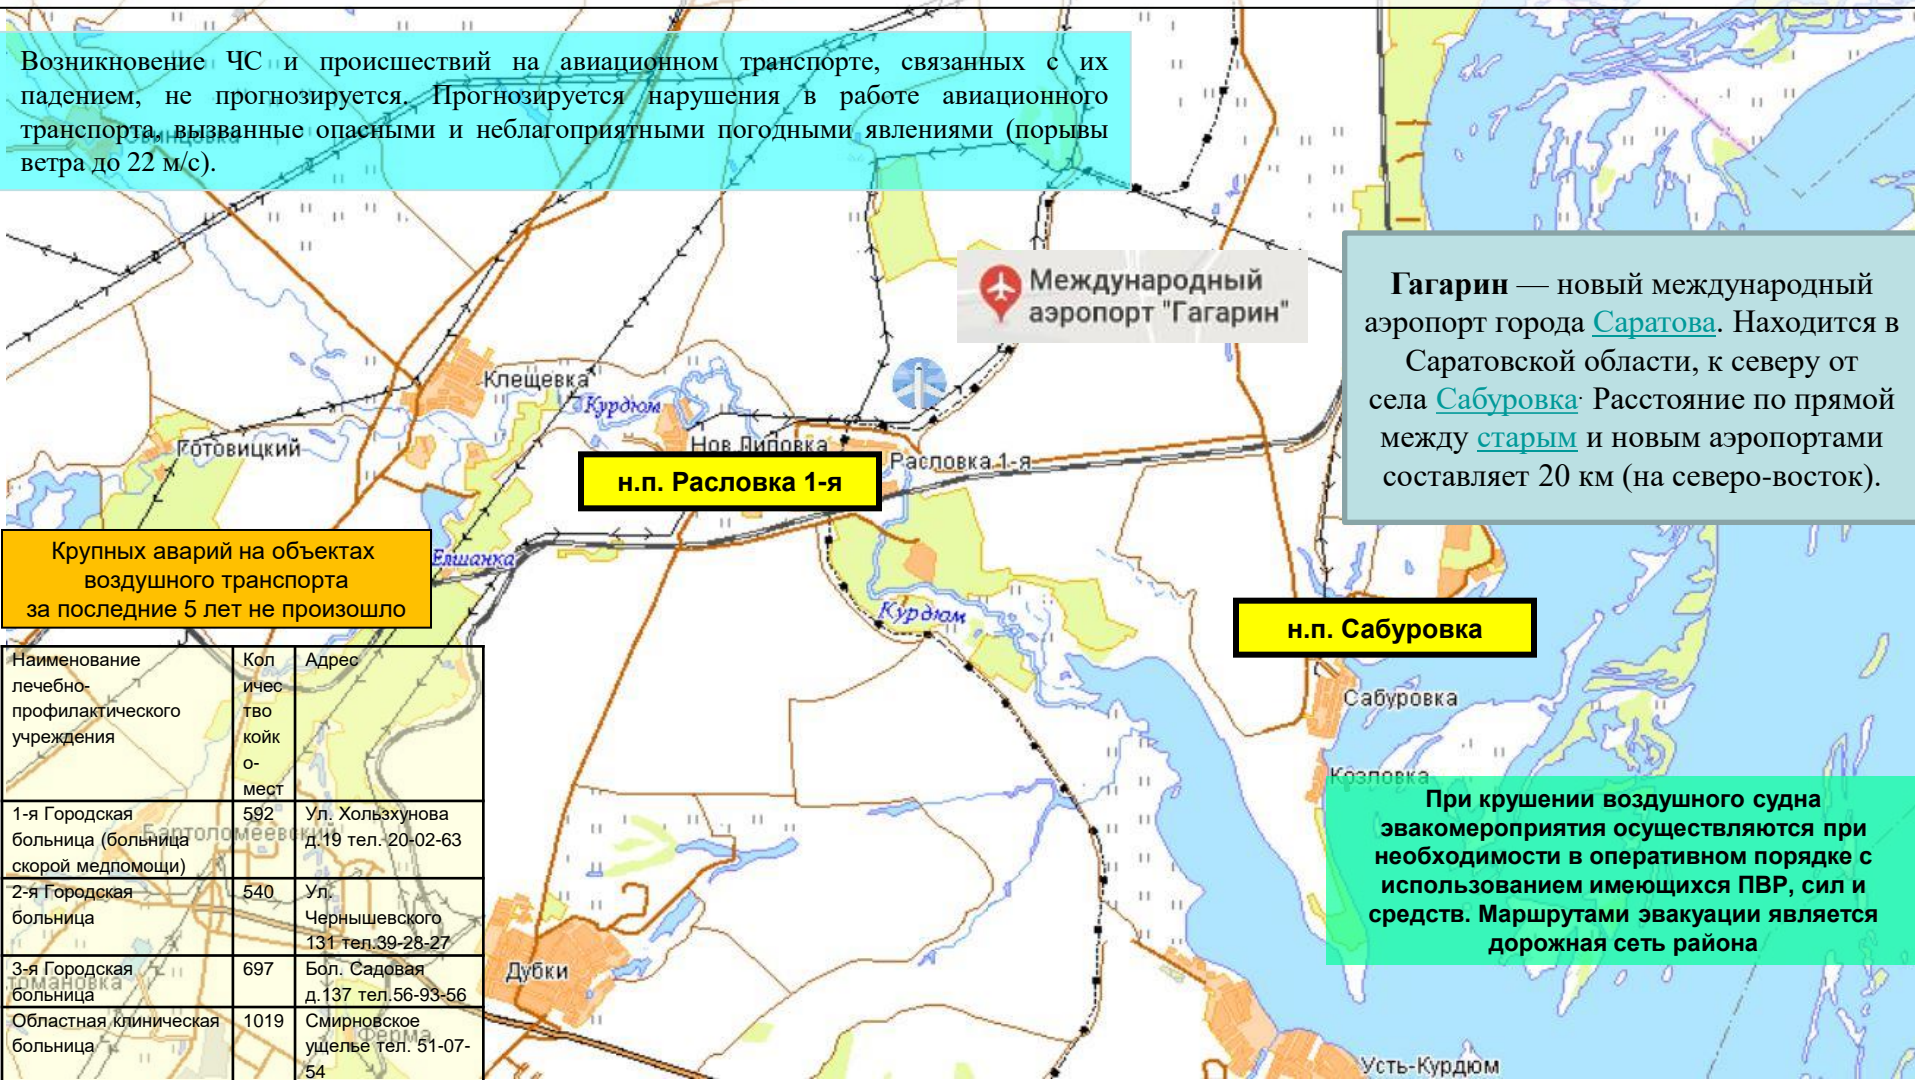 Возникновение ЧС и происшествий на авиационном транспорте, связанных с их
падением, не прогнозируется. Прогнозируется нарушения в работе авиационного
транспорта, вызванные опасными и неблагоприятными погодными явлениями (порывы
ветра до 22 м/с).
Международный
аэропорт "Гагарин"
Гагарин — новый международный
аэропорт города Саратова. Находится в
Саратовской области, к северу от
села Сабуровка. Расстояние по прямой
между старым и новым аэропортами
составляет 20 км (на северо-восток).
Клещевка
Курдюм
Готовицкий
Нов.Липовка
Расловка 1-я
н.п. Расловка 1-я
Елшанка
Крупных аварий на объектах
воздушного транспорта
за последние 5 лет не произошло
Курдюм
н.п. Сабуровка
Сабуровка
Козловка
Наименование
лечебно-
профилактического
учреждения
Кол
ичес
тво
койк
о-
мест
Адрес
1-я Городская
больница (больница
скорой медпомощи)
592
Ул. Хользхунова
д.19 тел. 20-02-63
2-я Городская
больница
540
Ул.
Чернышевского
131 тел.39-28-27
3-я Городская
больница
697
Бол. Садовая
д.137 тел.56-93-56
Областная клиническая
больница
1019
Смирновское
ущелье тел. 51-07-
54
Бартоломеевский
Ферма
Дубки
При крушении воздушного судна
эвакомероприятия осуществляются при
необходимости в оперативном порядке с
использованием имеющихся ПВР, сил и
средств. Маршрутами эвакуации является
дорожная сеть района
Усть-Курдюм